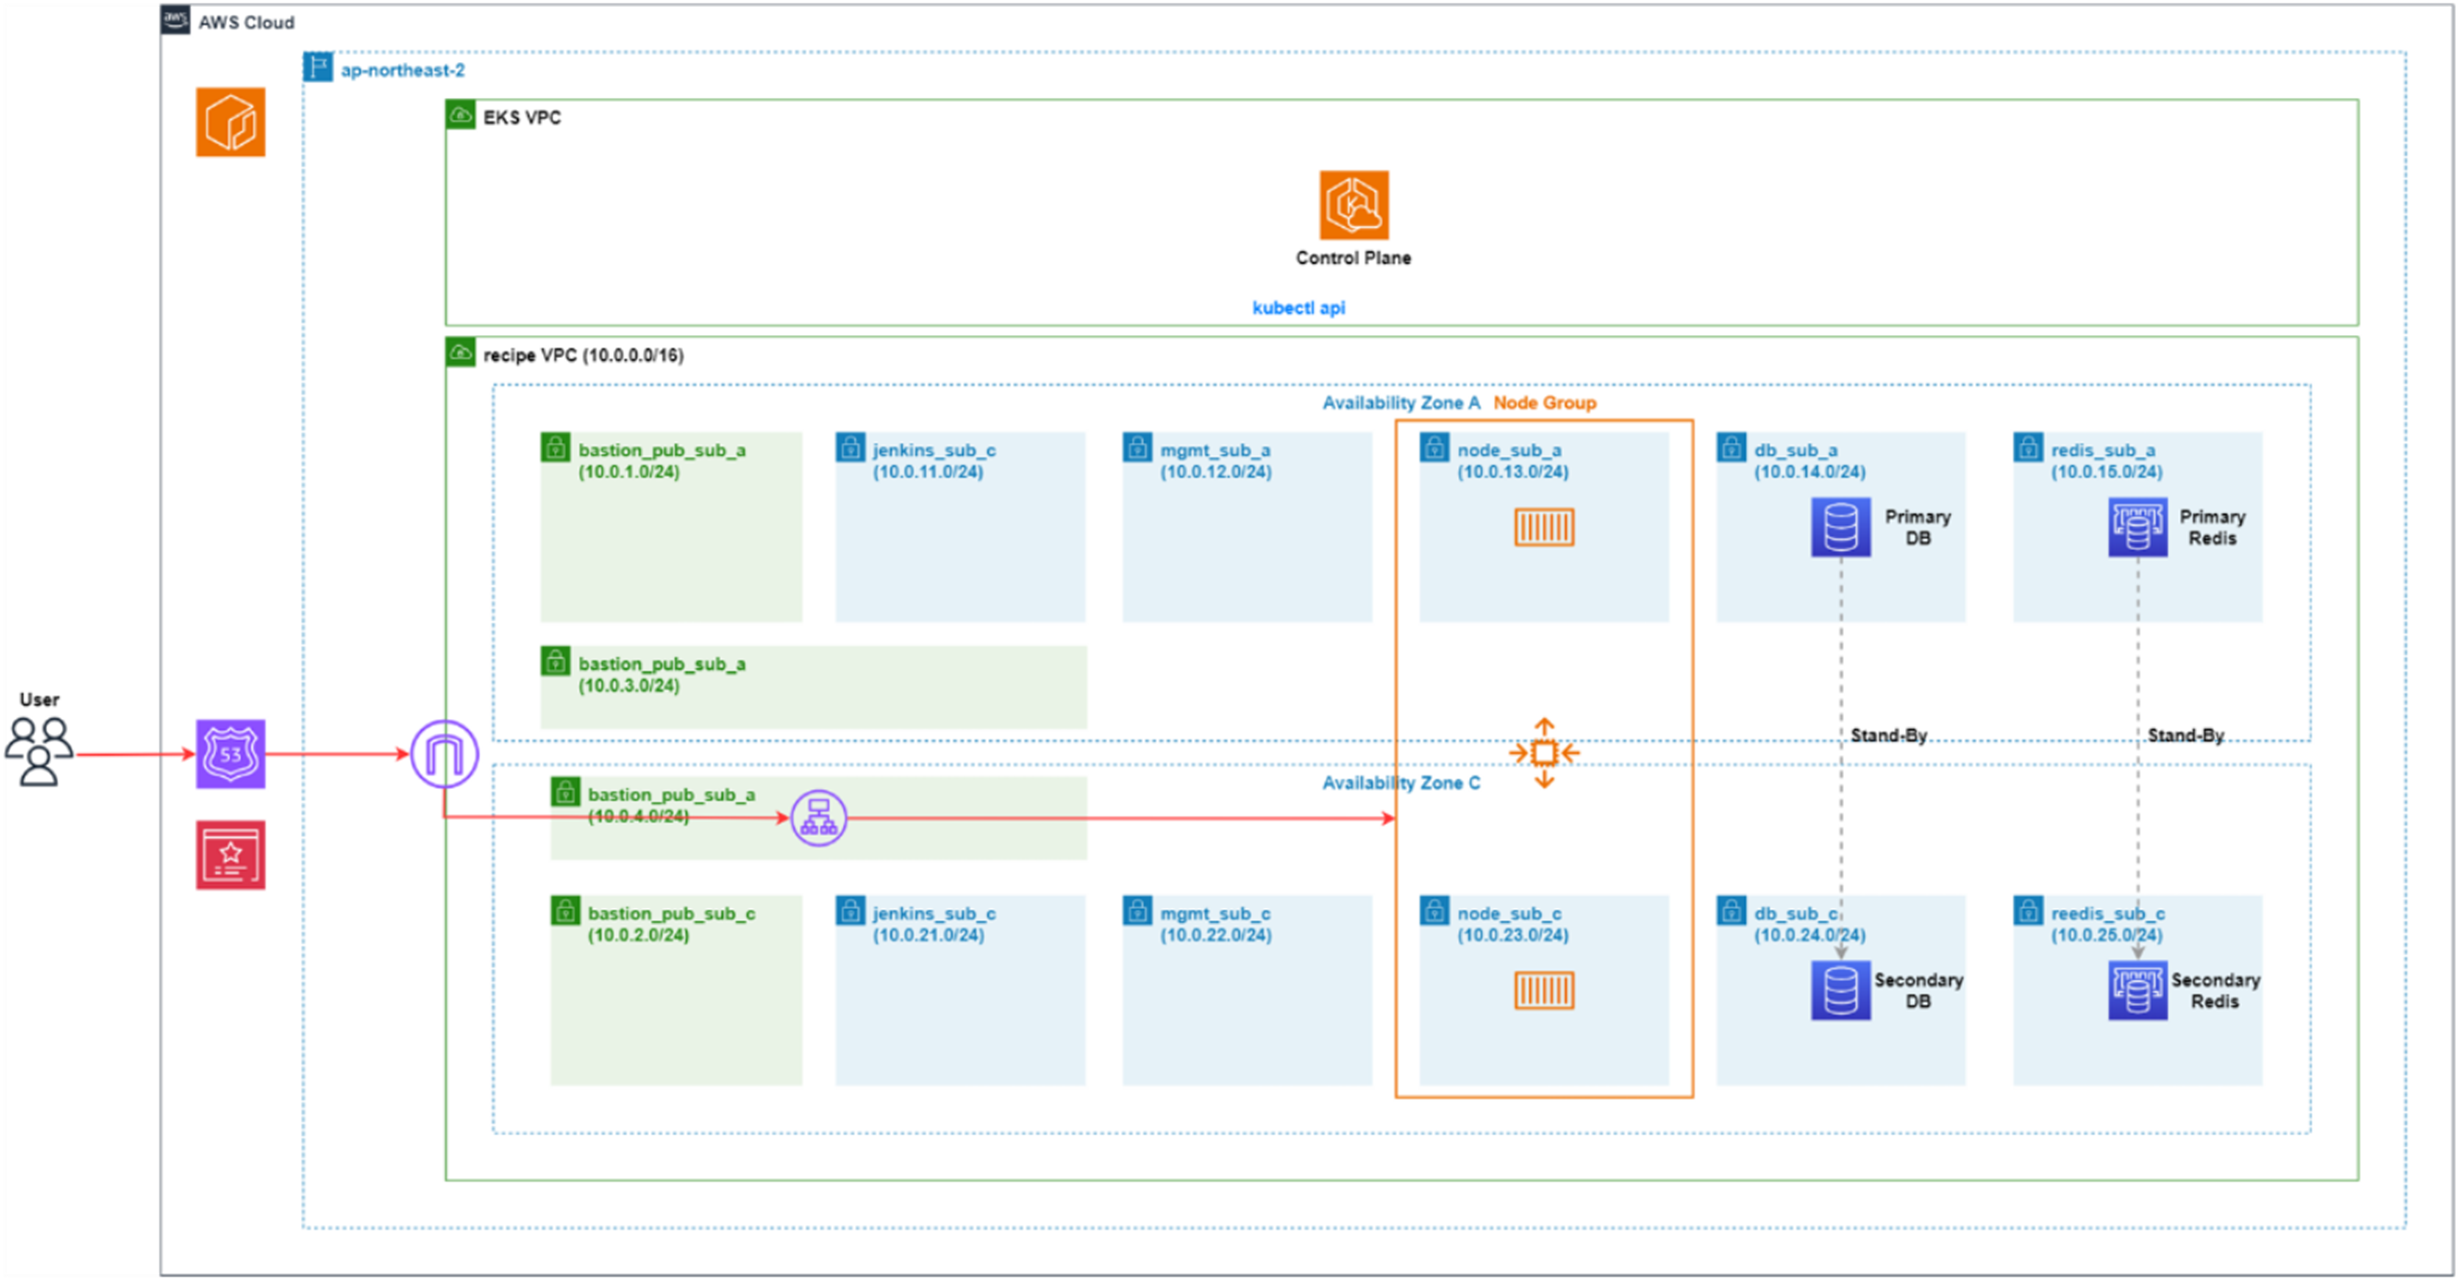 aws AWS Cloud
ap-northeast-2
EKS VPC
Control Plane
kubectl api
recipe VPC (10.0.0.0/16)
Availability Zone A Node Group
bastion_pub_sub_a
(10.0.1.0/24)
jenkins_sub_c
(10.0.11.0/24)
mgmt_sub_a
(10.0.12.0/24)
node_sub_a
(10.0.13.0/24)
db_sub_a
(10.0.14.0/24)
Primary
DB
redis_sub_a
(10.0.15.0/24)
Primary
Redis
bastion_pub_sub_a
(10.0.3.0/24)
User
53
Stand-By
Stand-By
Availability Zone C
bastion_pub_sub_a
(10.0.4.0/24)
bastion_pub_sub_c
(10.0.2.0/24)
jenkins_sub_c
(10.0.21.0/24)
mgmt_sub_c
(10.0.22.0/24)
node_sub_c
(10.0.23.0/24)
db_sub_c
(10.0.24.0/24)
Secondary
DB
reedis_sub_c
(10.0.25.0/24)
Secondary
Redis